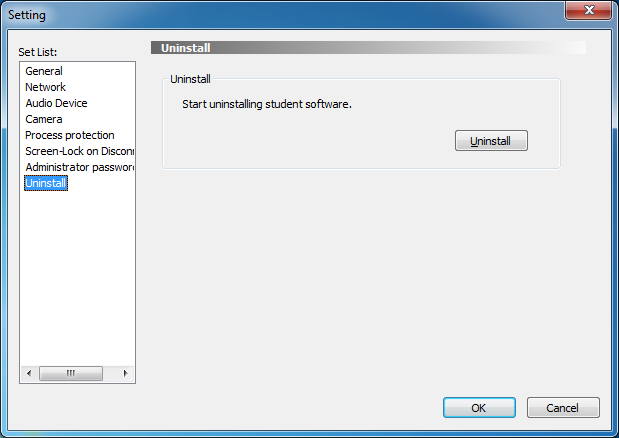 Setting
Set List:
General
Network
Audio Device
Camera
Process protection
Screen-Lock on Disconn
Administrator password
Uninstall
Uninstall
Uninstall
Start uninstalling student software.
Uninstall
OK
Cancel